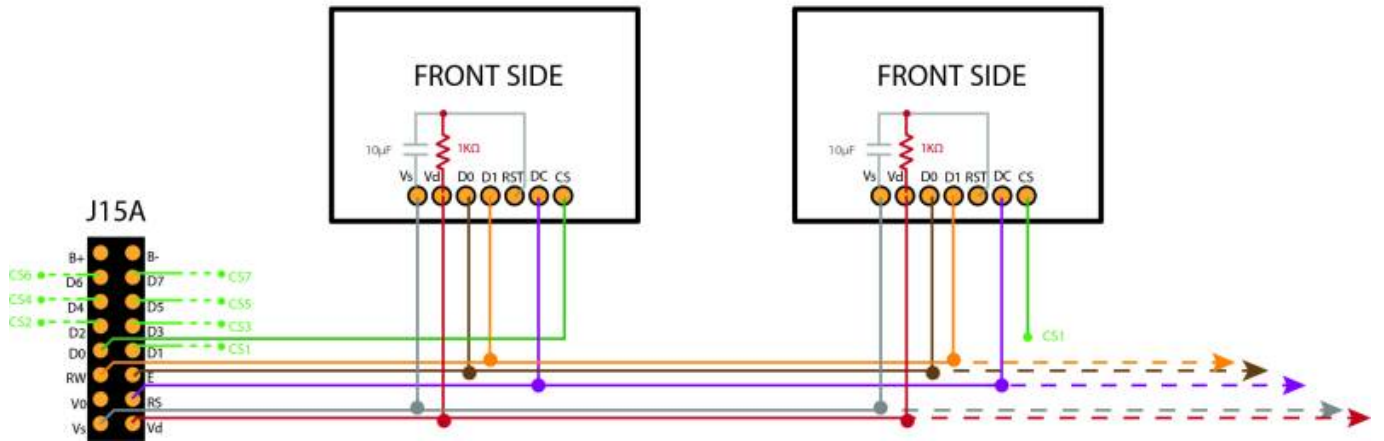 FRONT SIDE
FRONT SIDE
10µF
1KΩ
10µF
1KΩ
Vs Vd D0 D1 RST DC CS
Vs Vd D0 D1 RST DC CS
J15A
B+ B-
CS6 D6 D7 CS7
CS4 D4 D5 CS5
CS2 D2 D3 CS3
D0 D1 CS1
CS1
RW E
V0 RS
Vs Vd